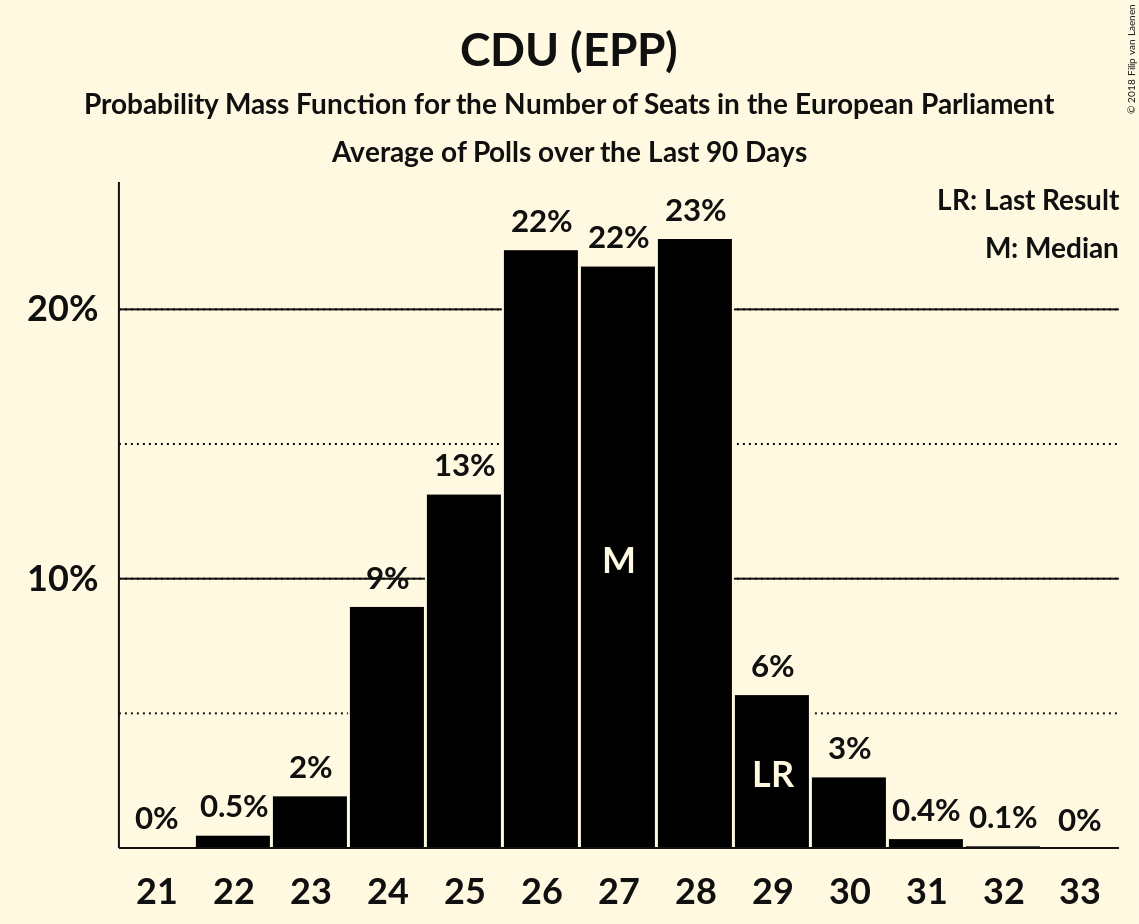 CDU (EPP)
Probability Mass Function for the Number of Seats in the European Parliament
Average of Polls over the Last 90 Days
© 2018 Filip van Laenen
LR: Last Result
M: Median
20%
10%
0%
0.5%
2%
9%
13%
22%
22%
23%
6%
3%
0.4%
0.1%
0%
M
LR
21 22 23 24 25 26 27 28 29 30 31 32 33